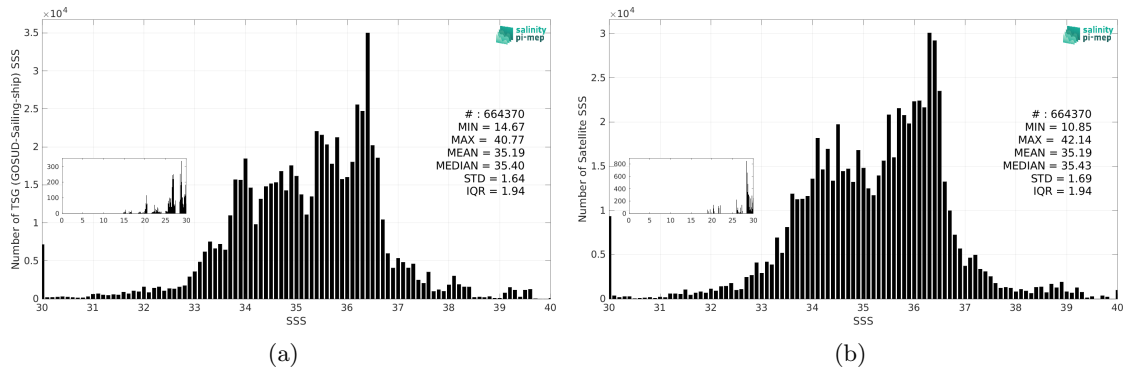 ×10⁴
3.5
3
2.5
2
1.5
1
0.5
0
Number of TSG (GOSUD-Sailing-ship) SSS
salinity
pi-mep
# : 664370
MIN = 14.67
MAX = 40.77
MEAN = 35.19
MEDIAN = 35.40
STD = 1.64
IQR = 1.94
300
200
100
0
0 5 10 15 20 25 30
30 31 32 33 34 35 36 37 38 39 40
SSS
(a)
×10⁴
3
2.5
2
1.5
1
0.5
0
Number of Satellite SSS
salinity
pi-mep
# : 664370
MIN = 10.85
MAX = 42.14
MEAN = 35.19
MEDIAN = 35.43
STD = 1.69
IQR = 1.94
800
600
400
200
0
0 5 10 15 20 25 30
30 31 32 33 34 35 36 37 38 39 40
SSS
(b)